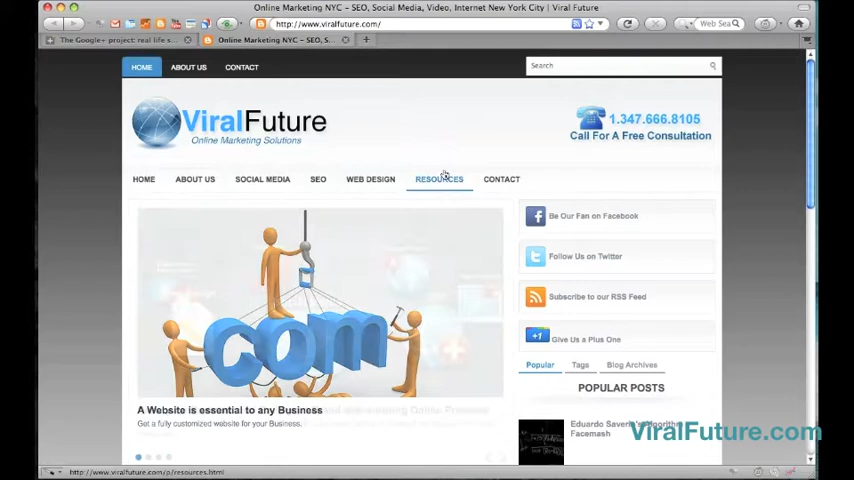 Online Marketing NYC – SEO, Social Media, Video, Internet New York City | Viral Future
http://www.viralfuture.com/
Web Sea
The Google+ project: real life s...
Online Marketing NYC – SEO, S...
HOME
ABOUT US
CONTACT
Search
ViralFuture
Online Marketing Solutions
1.347.666.8105
Call For A Free Consultation
HOME
ABOUT US
SOCIAL MEDIA
SEO
WEB DESIGN
RESOURCES
CONTACT
Be Our Fan on Facebook
Follow Us on Twitter
Subscribe to our RSS Feed
+1
Give Us a Plus One
com
Popular
Tags
Blog Archives
POPULAR POSTS
A Website is essential to any Business
Get a fully customized website for your Business.
Eduardo Saverin's Algorithm
Facemash
ViralFuture.com
http://www.viralfuture.com/p/resources.html